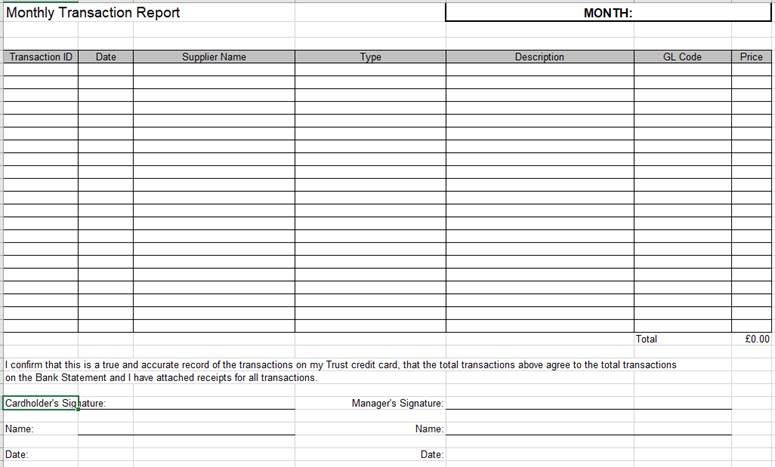 Monthly Transaction Report MONTH:
Transaction ID Date Supplier Name Type Description GL Code Price
Total £0.00
I confirm that this is a true and accurate record of the transactions on my Trust credit card, that the total transactions above agree to the total transactions
on the Bank Statement and I have attached receipts for all transactions.
Cardholder's Signature: Manager's Signature:
Name: Name:
Date: Date: